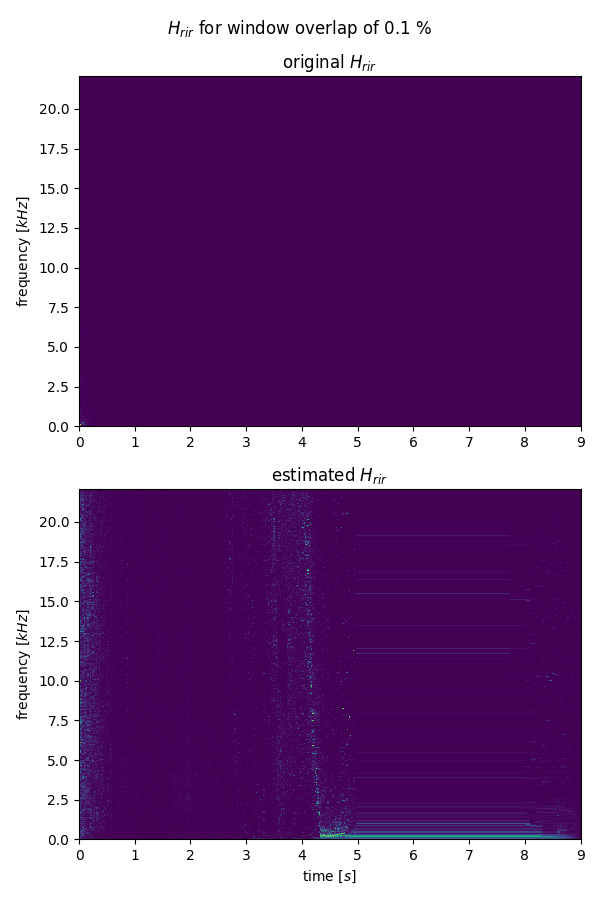 H_rir for window overlap of 0.1 %
original H_rir
20.0
17.5
15.0
12.5
10.0
7.5
5.0
2.5
0.0
frequency [kHz]
0 1 2 3 4 5 6 7 8 9
estimated H_rir
20.0
17.5
15.0
12.5
10.0
7.5
5.0
2.5
0.0
frequency [kHz]
0 1 2 3 4 5 6 7 8 9
time [s]